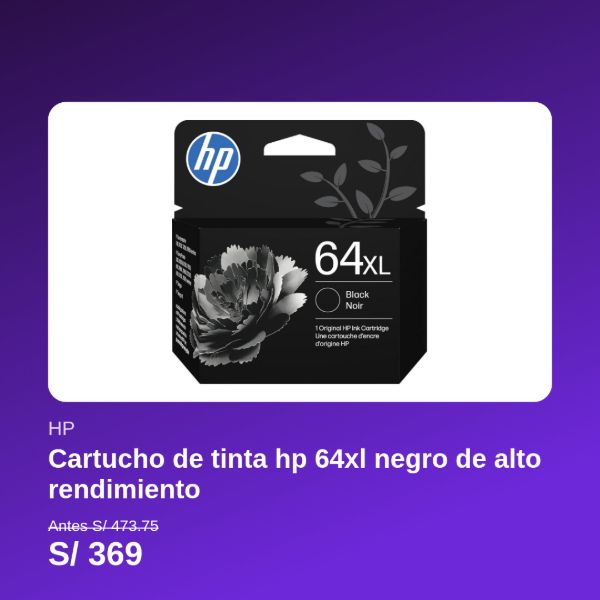 hp
64XL
Black
Noir
1 Original HP Ink Cartridge
Une cartouche d'encre
d'origine HP
HP
Cartucho de tinta hp 64xl negro de alto
rendimiento
Antes S/ 473.75
S/ 369